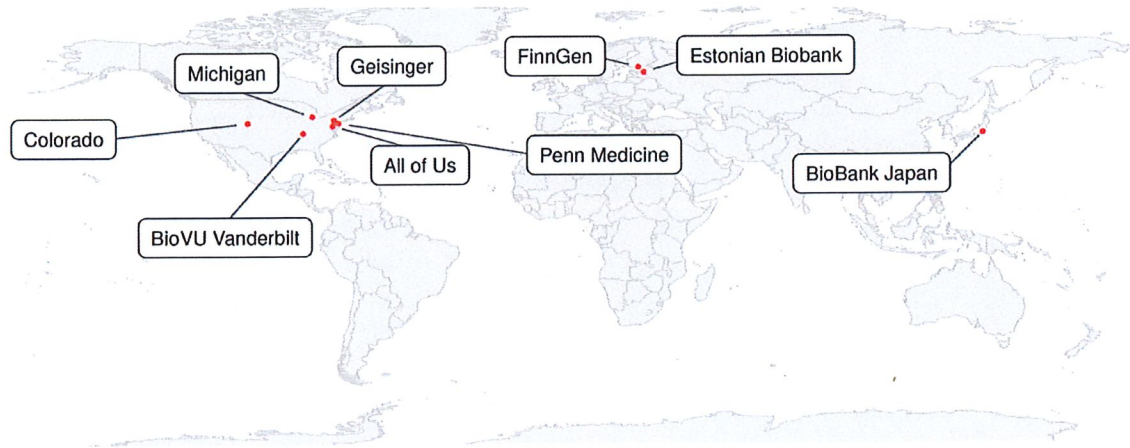 FinnGen
Estonian Biobank
Michigan
Geisinger
Colorado
All of Us
Penn Medicine
BioBank Japan
BioVU Vanderbilt